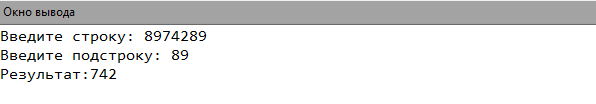 Окно вывода
Введите строку: 8974289
Введите подстроку: 89
Результат:742